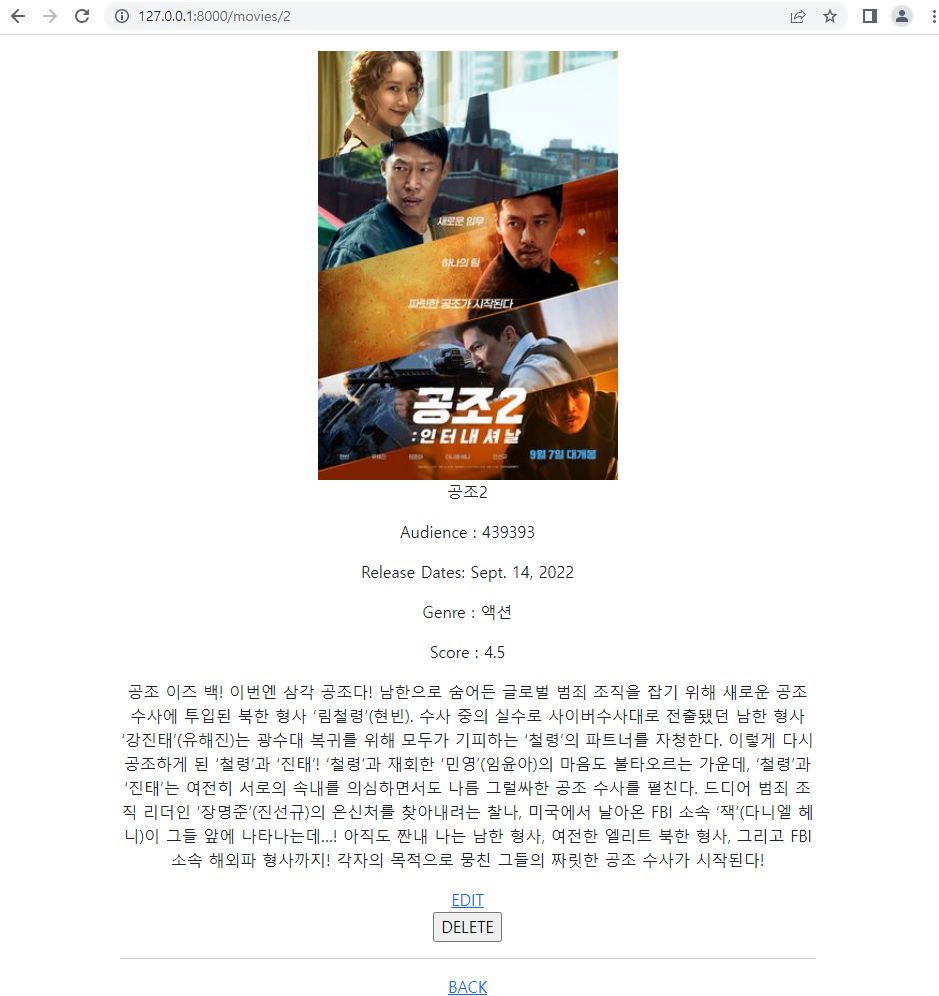 127.0.0.1:8000/movies/2
새로운 임무
하나의 팀
짜릿한 공조가 시작된다
공조2
: 인터내셔날
현빈 유해진 임윤아 다니엘 헤니 진선규
9월 7일 대개봉
공조2
Audience : 439393
Release Dates: Sept. 14, 2022
Genre : 액션
Score : 4.5
공조 이즈 백! 이번엔 삼각 공조다! 남한으로 숨어든 글로벌 범죄 조직을 잡기 위해 새로운 공조
수사에 투입된 북한 형사 ‘림철령’(현빈). 수사 중의 실수로 사이버수사대로 전출됐던 남한 형사
‘강진태’(유해진)는 광수대 복귀를 위해 모두가 기피하는 ‘철령’의 파트너를 자청한다. 이렇게 다시
공조하게 된 ‘철령’과 ‘진태’! ‘철령’과 재회한 ‘민영’(임윤아)의 마음도 불타오르는 가운데, ‘철령’과
‘진태’는 여전히 서로의 속내를 의심하면서도 나름 그럴싸한 공조 수사를 펼친다. 드디어 범죄 조
직 리더인 ‘장명준’(진선규)의 은신처를 찾아내려는 찰나, 미국에서 날아온 FBI 소속 ‘잭’(다니엘 헤
니)이 그들 앞에 나타나는데...! 아직도 짠내 나는 남한 형사, 여전한 엘리트 북한 형사, 그리고 FBI
소속 해외파 형사까지! 각자의 목적으로 뭉친 그들의 짜릿한 공조 수사가 시작된다!
EDIT
DELETE
BACK